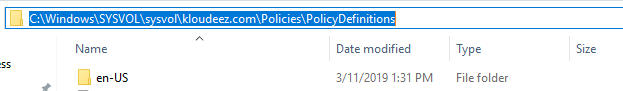 C:\Windows\SYSVOL\sysvol\kloudeez.com\Policies\PolicyDefinitions
Name Date modified Type Size
ess
en-US 3/11/2019 1:31 PM File folder